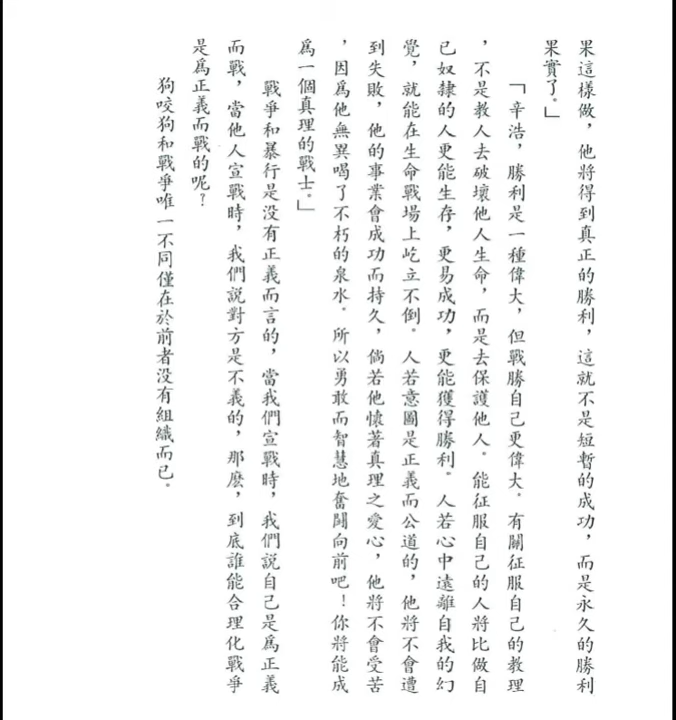 果這樣做，他將得到真正的勝利，這就不是短暫的成功，而是永久的勝利
果實了。」
「辛浩，勝利是一種偉大，但戰勝自己更偉大。有關征服自己的教理
，不是教人去破壞他人生命，而是去保護他人。能征服自己的人將比做自
已奴隸的人更能生存，更易成功，更能獲得勝利。人若心中遠離自我的幻
覺，就能在生命戰場上屹立不倒。人若意圖是正義而公道的，他將不會遭
到失敗，他的事業會成功而持久，倘若他懷著真理之愛心，他將不會受苦
，因爲他無異喝了不朽的泉水。所以勇敢而智慧地奮鬪向前吧！你將能成
爲一個真理的戰士。」
戰爭和暴行是没有正義而言的，當我們宣戰時，我們說自己是爲正義
而戰，當他人宣戰時，我們說對方是不義的，那麽，到底誰能合理化戰爭
是爲正義而戰的呢？
狗咬狗和戰爭唯一不同僅在於前者没有組織而已。